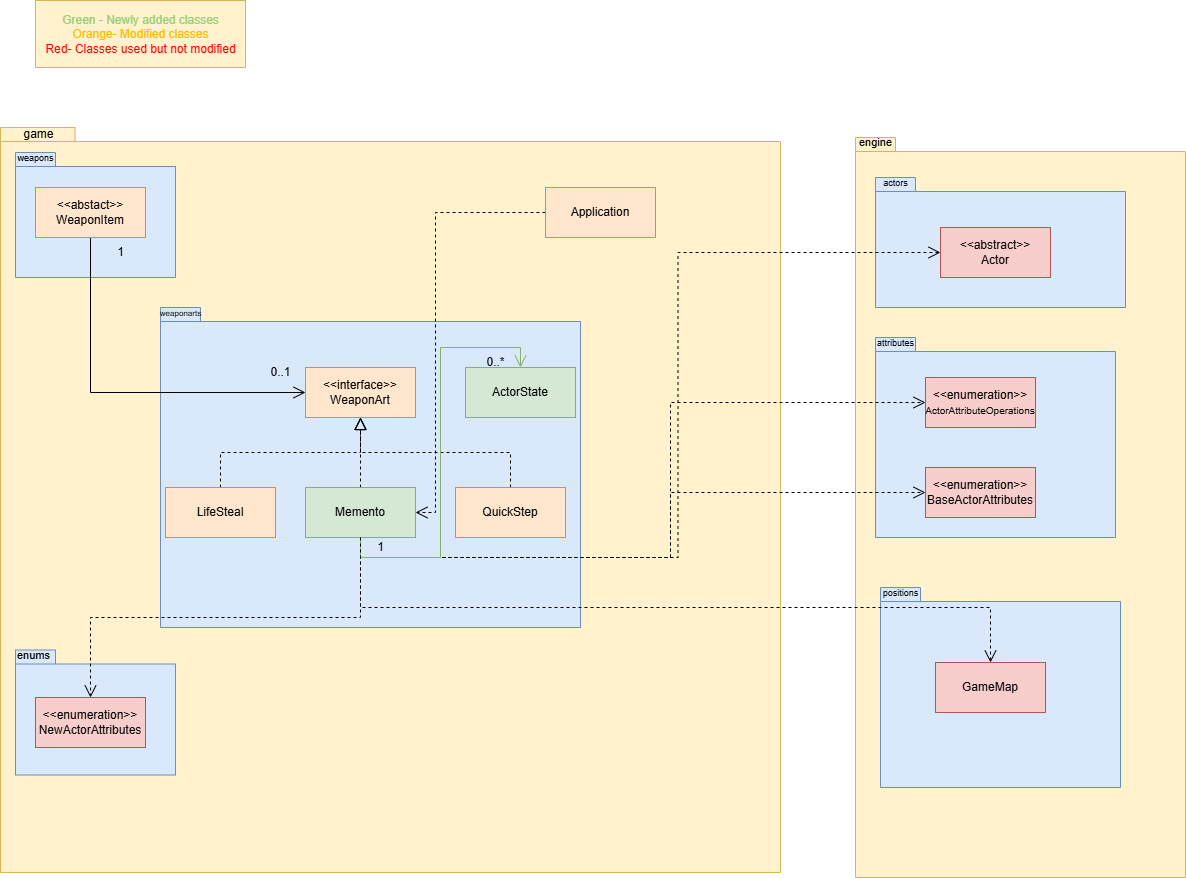 Green - Newly added classes
Orange- Modified classes
Red- Classes used but not modified
game
weapons
<<abstact>>
WeaponItem
1
Application
weaponarts
0..1
<<interface>>
WeaponArt
0..*
ActorState
LifeSteal
Memento
QuickStep
1
enums
<<enumeration>>
NewActorAttributes
engine
actors
<<abstract>>
Actor
attributes
<<enumeration>>
ActorAttributeOperations
<<enumeration>>
BaseActorAttributes
positions
GameMap